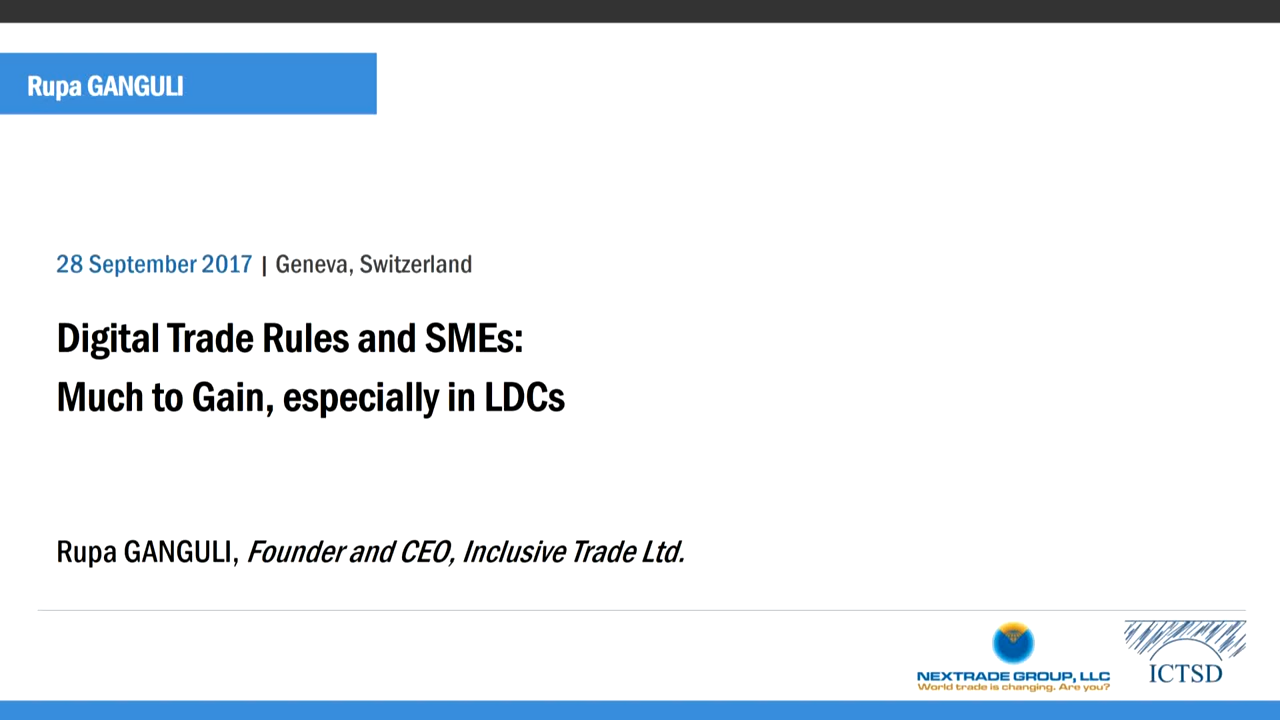 Rupa GANGULI
28 September 2017 | Geneva, Switzerland
Digital Trade Rules and SMEs:
Much to Gain, especially in LDCs
Rupa GANGULI, Founder and CEO, Inclusive Trade Ltd.
NEXTRADE GROUP, LLC
World trade is changing. Are you?
ICTSD